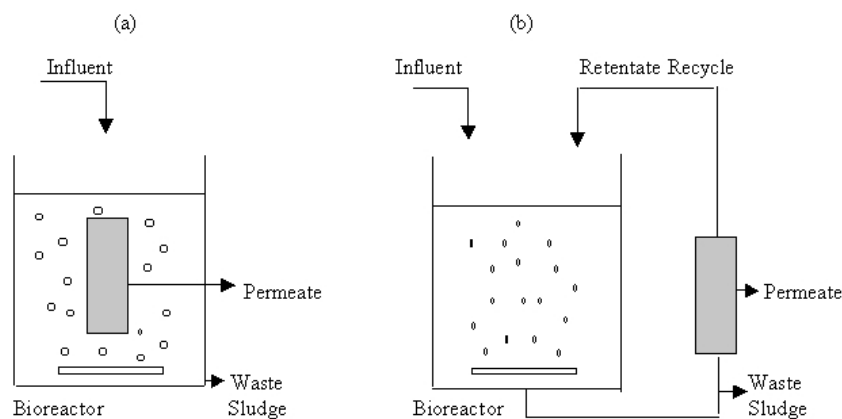 (a)
(b)
Influent
Influent
Retentate Recycle
Permeate
Permeate
Waste
Sludge
Waste
Sludge
Bioreactor
Bioreactor